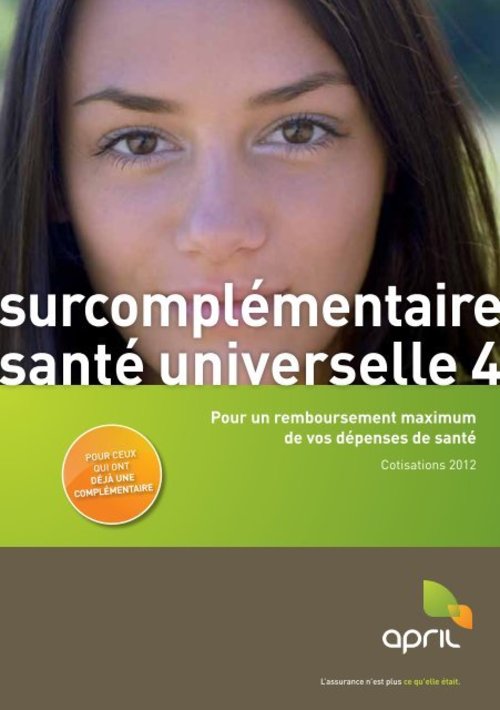 surcomplémentaire
santé universelle 4
Pour un remboursement maximum
de vos dépenses de santé
Cotisations 2012
POUR CEUX
QUI ONT
DÉJÀ UNE
COMPLÉMENTAIRE
april
L'assurance n'est plus ce qu'elle était.